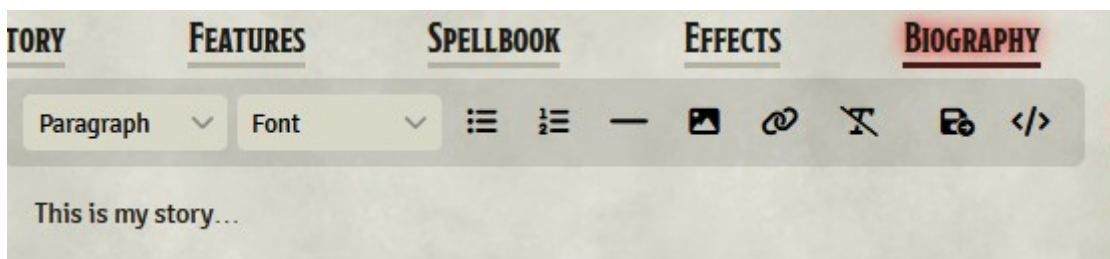 TORY FEATURES SPELLBOOK EFFECTS BIOGRAPHY
Paragraph Font
This is my story...